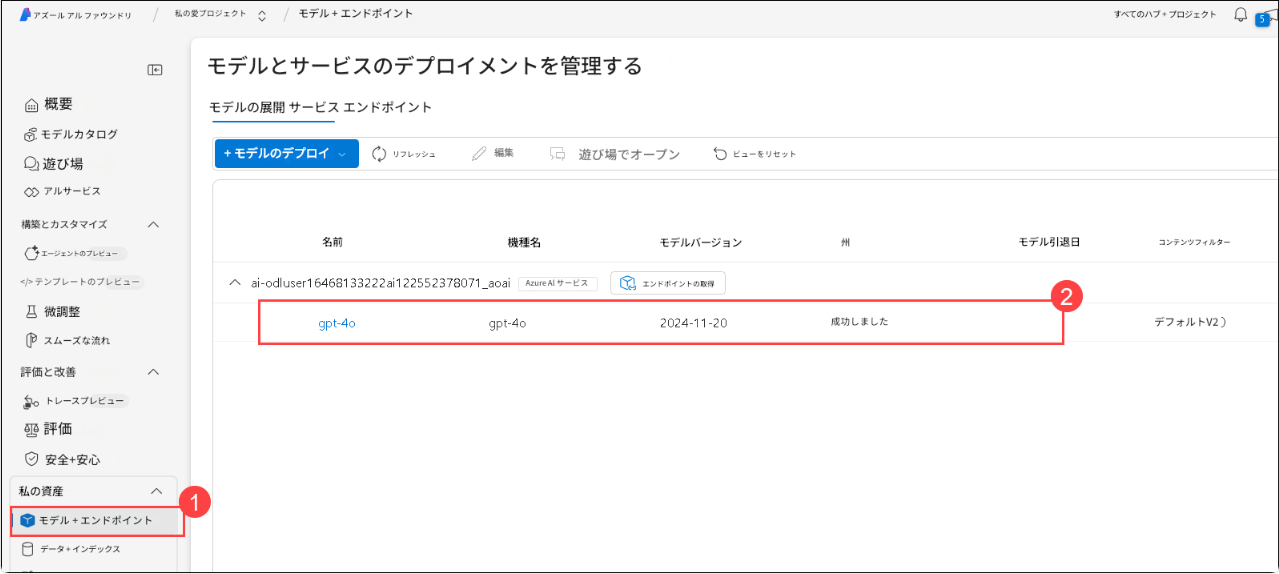 アズール アル ファウンドリ / 私の愛プロジェクト / モデル + エンドポイント すべてのハブ + プロジェクト 5
モデルとサービスのデプロイメントを管理する
概要
モデルカタログ
遊び場
アルサービス
構築とカスタマイズ
エージェントのプレビュー
</> テンプレートのプレビュー
微調整
スムーズな流れ
評価と改善
トレースプレビュー
評価
安全+安心
私の資産
モデル + エンドポイント
1
データ+インデックス
モデルの展開 サービス エンドポイント
+ モデルのデプロイ リフレッシュ 編集 遊び場でオープン ビューをリセット
名前 機種名 モデルバージョン 州 モデル引退日 コンテンツフィルター
ai-odluser16468133222ai122552378071_aoai Azure AI サービス エンドポイントの取得
2
gpt-4o gpt-4o 2024-11-20 成功しました デフォルトV2 )